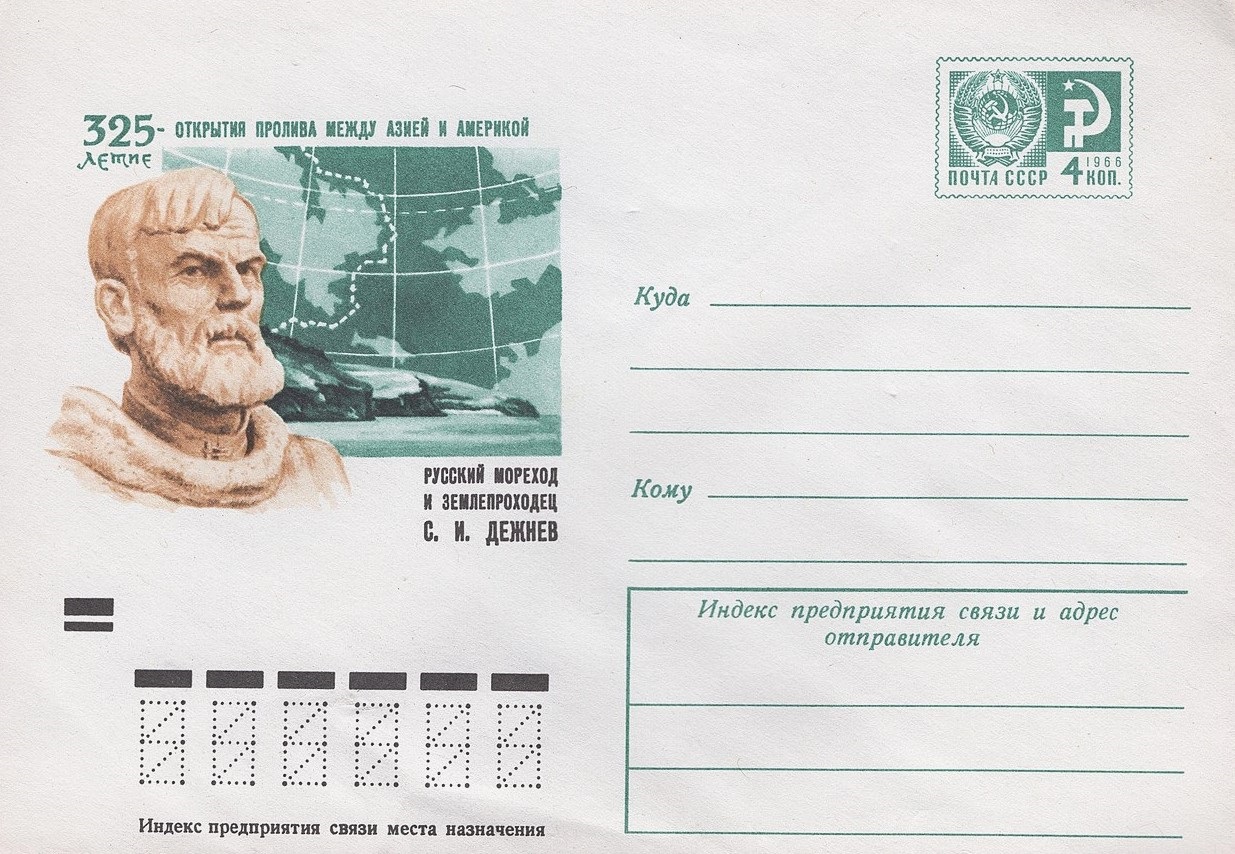 325-
ЛЕТИЕ
ОТКРЫТИЯ ПРОЛИВА МЕЖДУ АЗИЕЙ И АМЕРИКОЙ
РУССКИЙ МОРЕХОД
И ЗЕМЛЕПРОХОДЕЦ
С. И. ДЕЖНЕВ
1966
ПОЧТА СССР 4 КОП.
Куда
Кому
Индекс предприятия связи и адрес
отправителя
Индекс предприятия связи места назначения